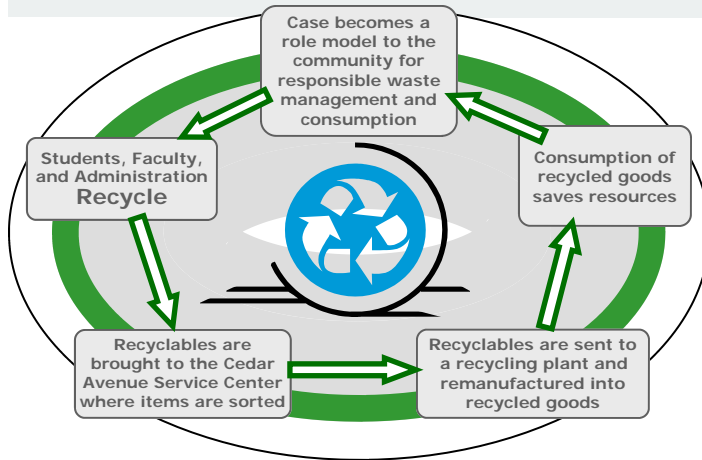 Case becomes a
role model to the
community for
responsible waste
management and
consumption
Students, Faculty,
and Administration
Recycle
Recyclables are
brought to the Cedar
Avenue Service Center
where items are sorted
Recyclables are sent to
a recycling plant and
remanufactured into
recycled goods
Consumption of
recycled goods
saves resources